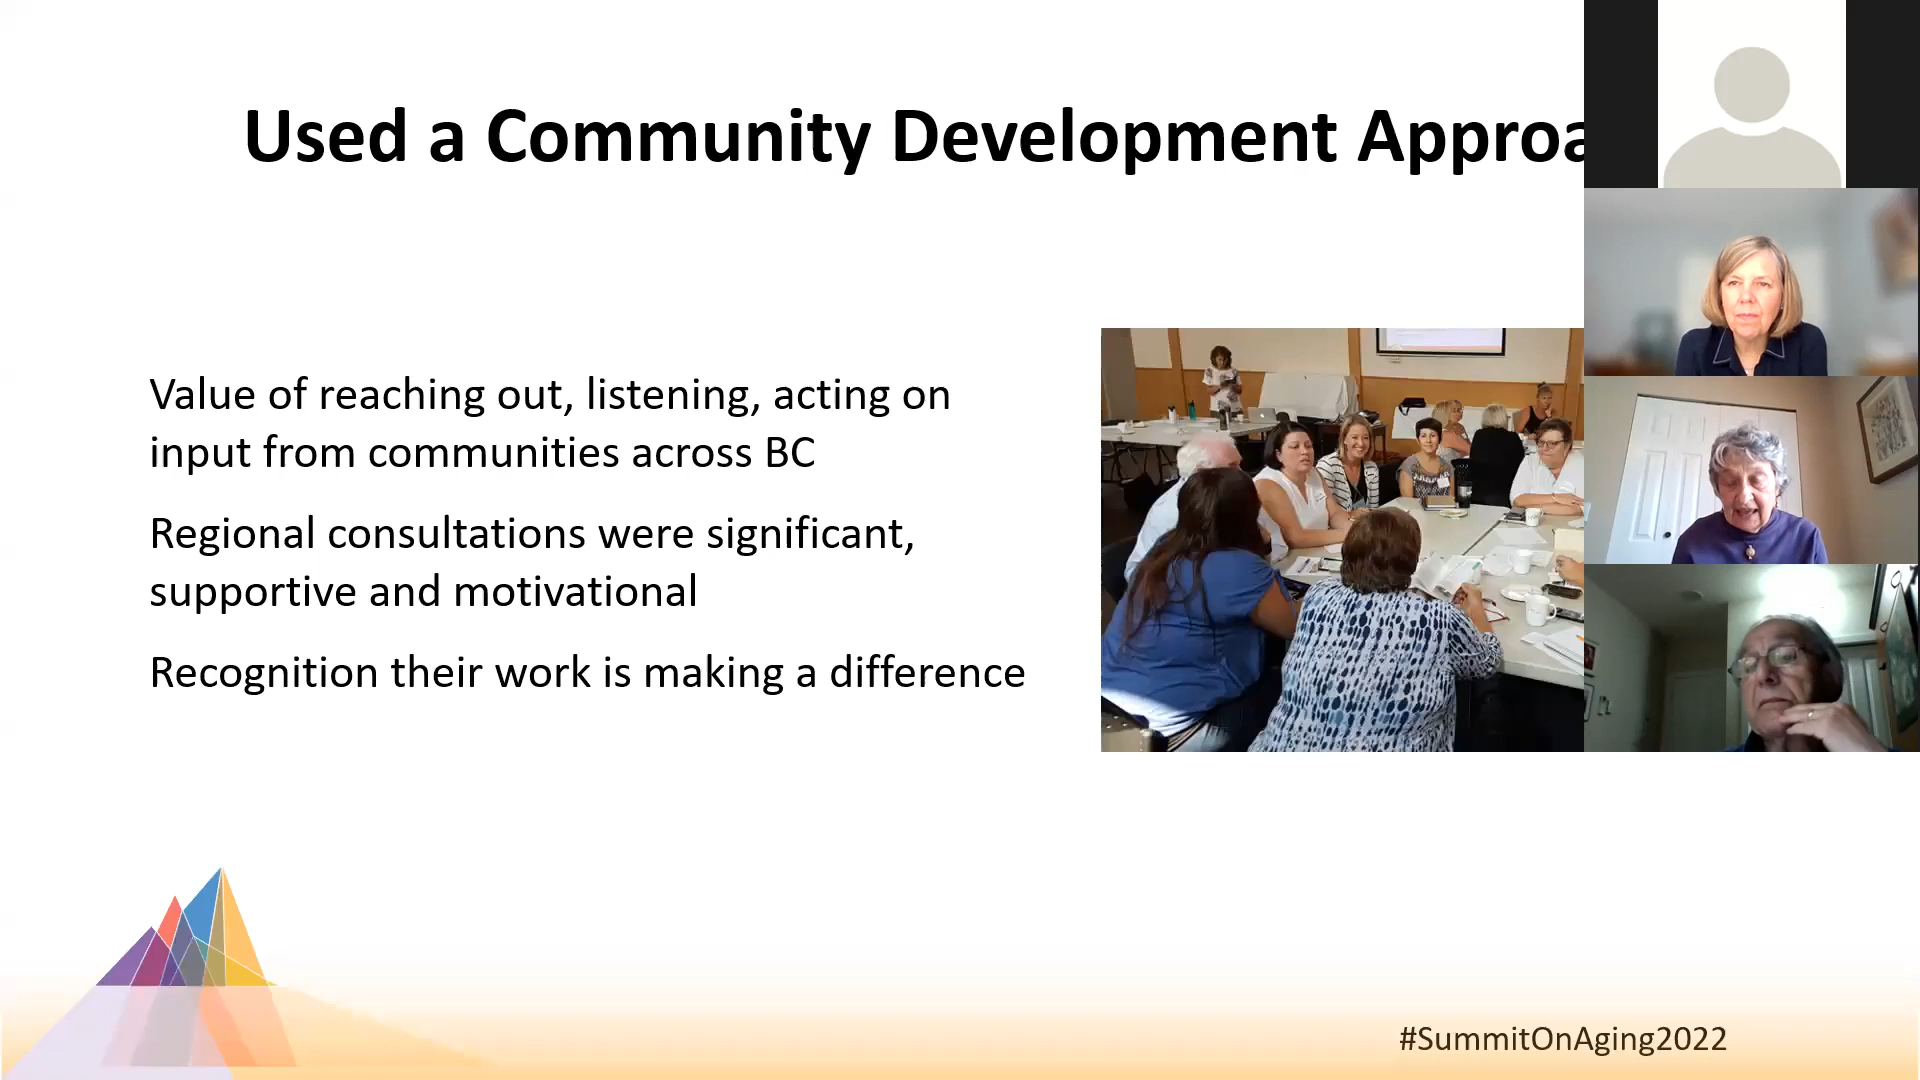 Used a Community Development Approa
Value of reaching out, listening, acting on
input from communities across BC
Regional consultations were significant,
supportive and motivational
Recognition their work is making a difference
#SummitOnAging2022